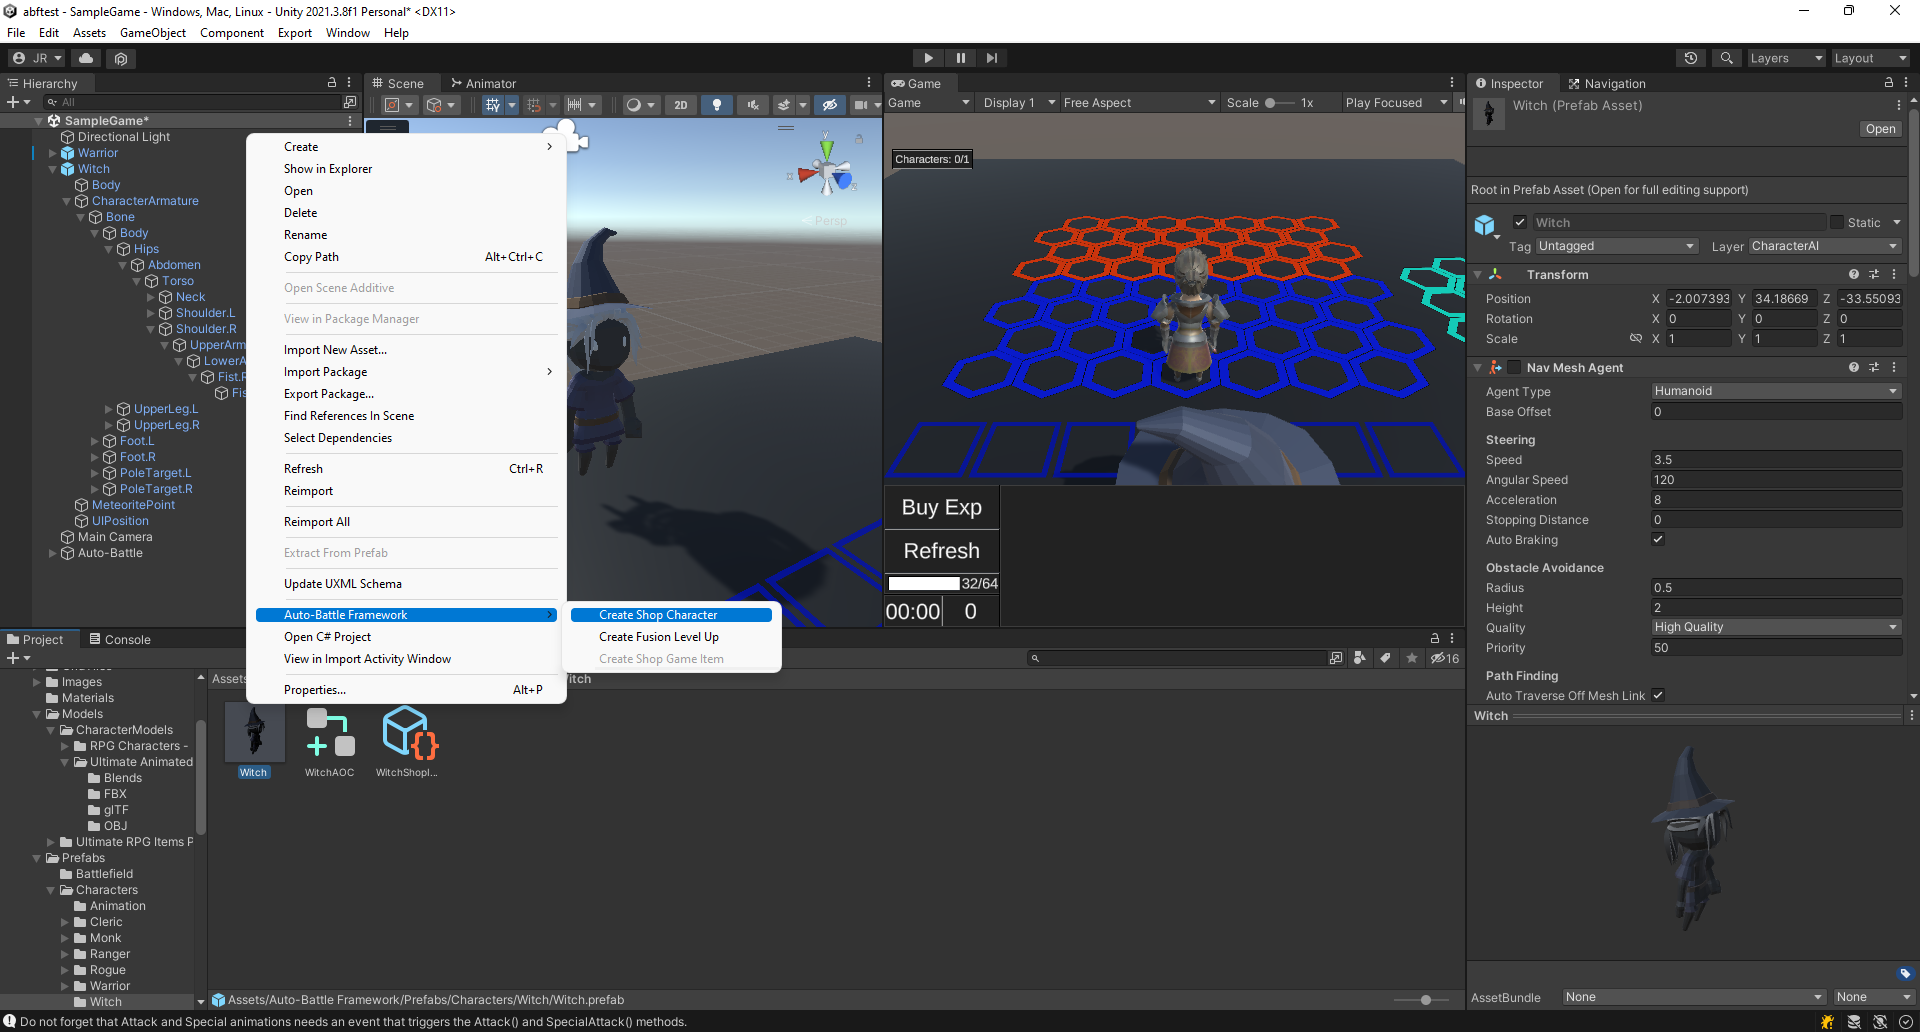 abftest - SampleGame - Windows, Mac, Linux - Unity 2021.3.8f1 Personal* <DX11>
File Edit Assets GameObject Component Export Window Help
JR
Layers
Layout
Hierarchy
All
SampleGame*
Directional Light
Warrior
Witch
Body
CharacterArmature
Bone
Body
Hips
Abdomen
Torso
Neck
Shoulder.L
Shoulder.R
UpperArm
LowerA
Fist.R
Fis
UpperLeg.L
UpperLeg.R
Foot.L
Foot.R
PoleTarget.L
PoleTarget.R
MeteoritePoint
UIPosition
Main Camera
Auto-Battle
Scene
Animator
2D
y
x
z
Persp
Create
Show in Explorer
Open
Delete
Rename
Copy Path Alt+Ctrl+C
Open Scene Additive
View in Package Manager
Import New Asset...
Import Package
Export Package...
Find References In Scene
Select Dependencies
Refresh Ctrl+R
Reimport
Reimport All
Extract From Prefab
Update UXML Schema
Auto-Battle Framework
Open C# Project
View in Import Activity Window
Properties... Alt+P
Create Shop Character
Create Fusion Level Up
Create Shop Game Item
Game
Game Display 1 Free Aspect Scale 1x Play Focused
Characters: 0/1
Buy Exp
Refresh
32/64
00:00 0
Inspector
Navigation
Witch (Prefab Asset)
Open
Root in Prefab Asset (Open for full editing support)
Witch
Static
Tag Untagged Layer CharacterAI
Transform
Position X -2.007393 Y 34.18669 Z -33.55093
Rotation X 0 Y 0 Z 0
Scale X 1 Y 1 Z 1
Nav Mesh Agent
Agent Type Humanoid
Base Offset 0
Steering
Speed 3.5
Angular Speed 120
Acceleration 8
Stopping Distance 0
Auto Braking
Obstacle Avoidance
Radius 0.5
Height 2
Quality High Quality
Priority 50
Path Finding
Auto Traverse Off Mesh Link
Witch
AssetBundle None None
Project
Console
16
Images
Materials
Models
CharacterModels
RPG Characters -
Ultimate Animated
Blends
FBX
glTF
OBJ
Ultimate RPG Items P
Prefabs
Battlefield
Characters
Animation
Cleric
Monk
Ranger
Rogue
Warrior
Witch
Assets
itch
Witch
WitchAOC
WitchShopI...
Assets/Auto-Battle Framework/Prefabs/Characters/Witch/Witch.prefab
Do not forget that Attack and Special animations needs an event that triggers the Attack() and SpecialAttack() methods.